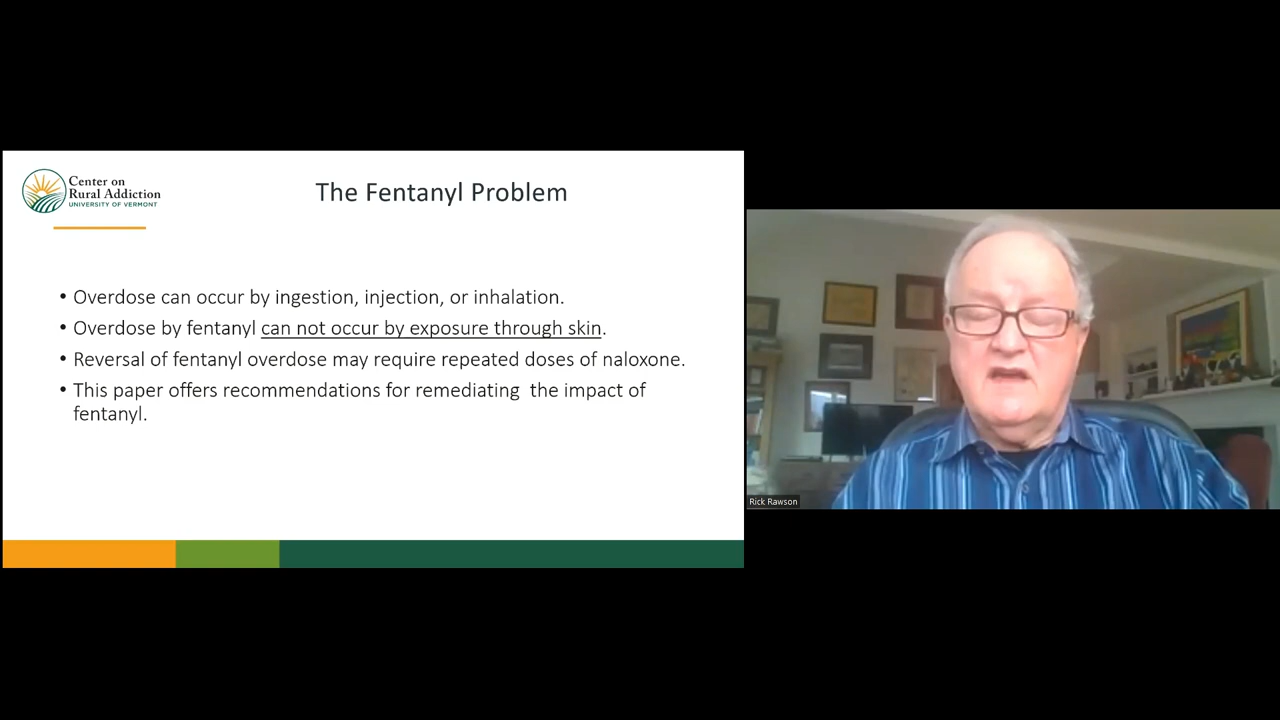 Center on
Rural Addiction
UNIVERSITY OF VERMONT
The Fentanyl Problem
• Overdose can occur by ingestion, injection, or inhalation.
• Overdose by fentanyl can not occur by exposure through skin.
• Reversal of fentanyl overdose may require repeated doses of naloxone.
• This paper offers recommendations for remediating  the impact of
fentanyl.
Rick Rawson